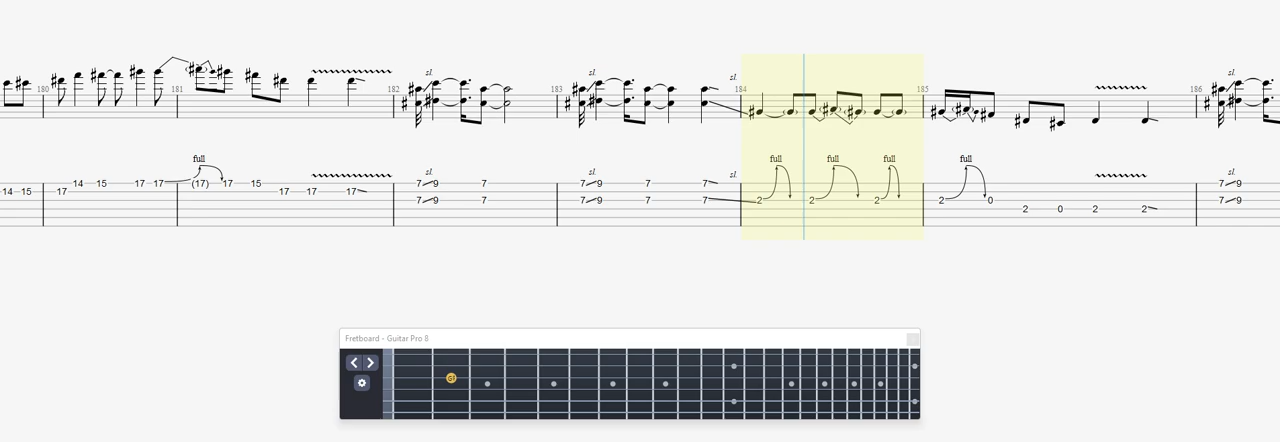 sl. sl. sl. sl.
180 181 182 183 184 185 186
full full full full full
sl. sl. sl. sl.
14 15 17 14 15 17 17 (17) 17 15 17 17 17 7 9 7 7 9 7 7 2 2 2 2 0 2 0 2 2 7 9
7 9 7 7 9 7 7 7 9
Fretboard - Guitar Pro 8